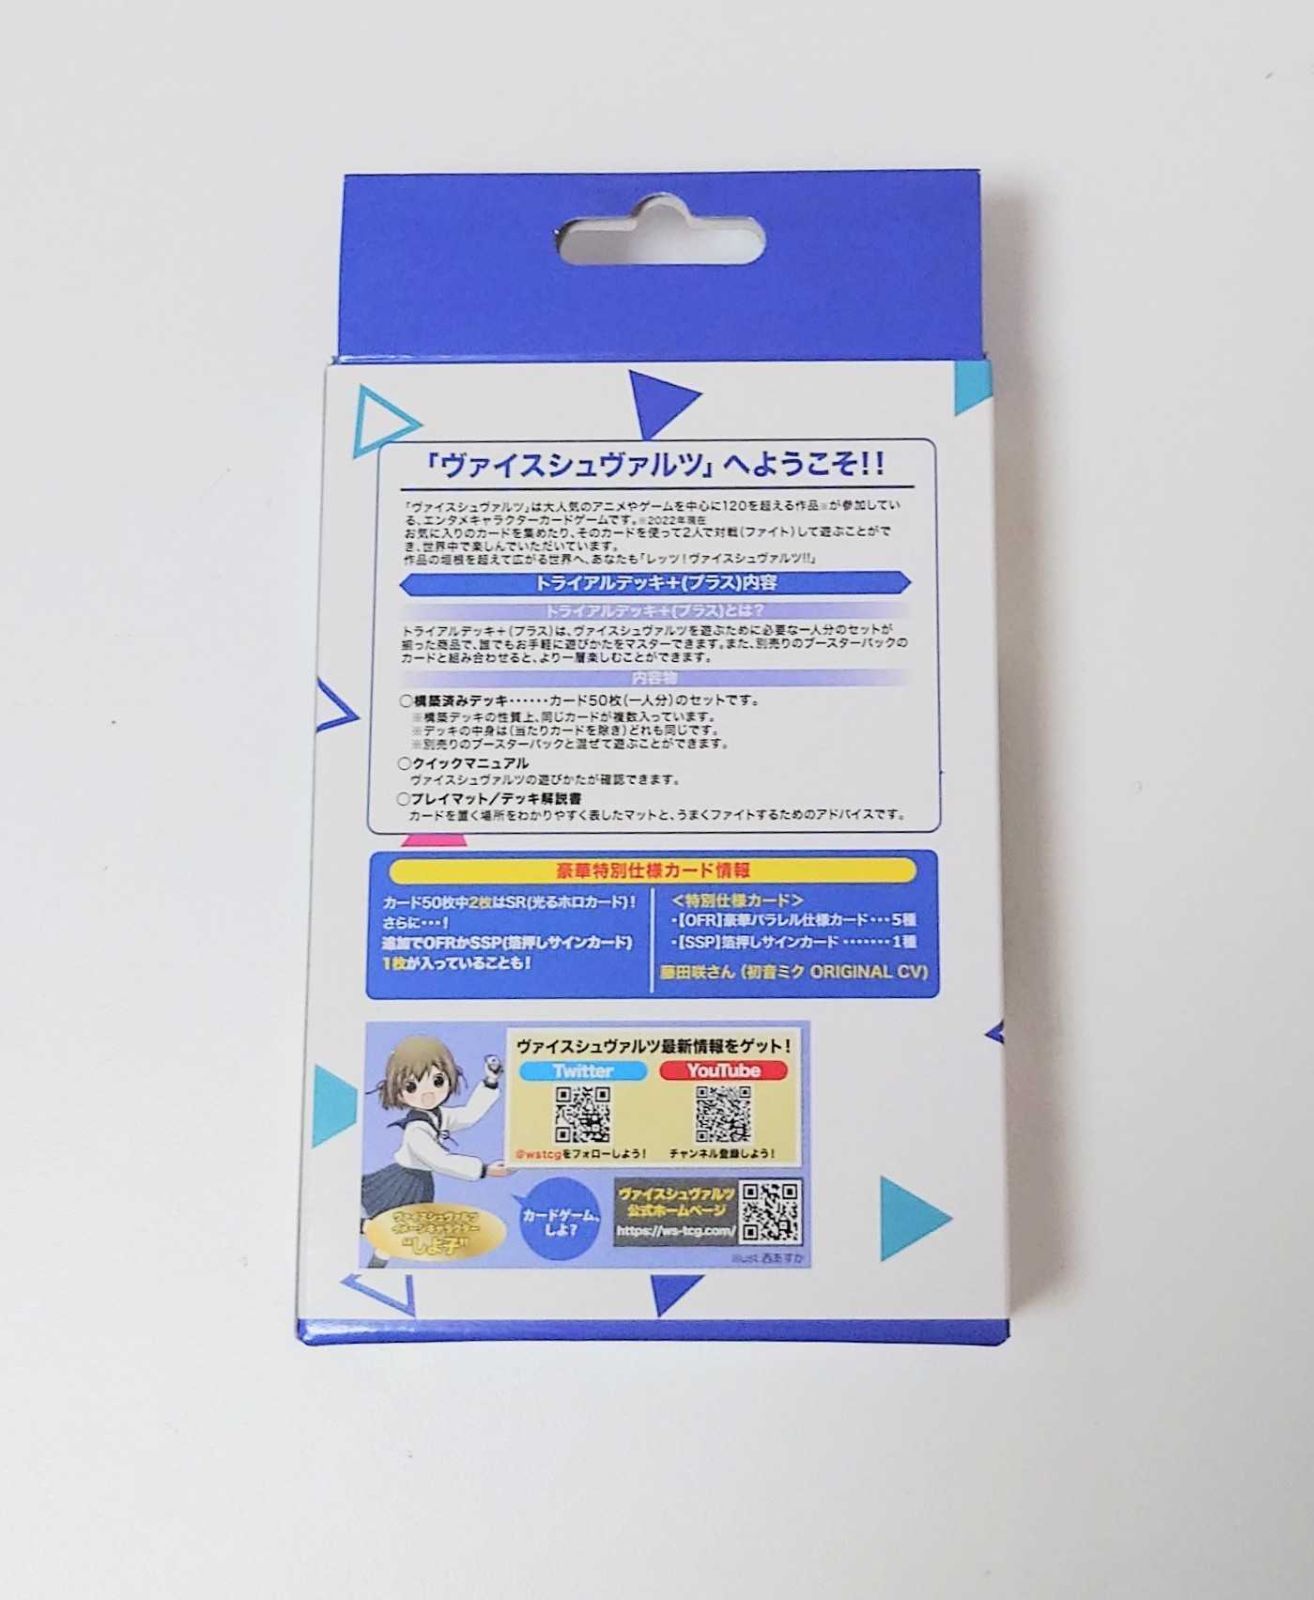 「ヴァイスシュヴァルツ」へようこそ!!
「ヴァイスシュヴァルツ」は大人気のアニメやゲームを中心に120を超える作品※が参加してい
る、エンタメキャラクターカードゲームです。※2022年現在
お気に入りのカードを集めたり、そのカードを使って2人で対戦(ファイト)して遊ぶことがで
き、世界中で楽しんでいただいています。
作品の垣根を超えて広がる世界へ、あなたも「レッツ!ヴァイスシュヴァルツ!!」
トライアルデッキ+(プラス)内容
トライアルデッキ+(プラス)とは?
トライアルデッキ+(プラス)は、ヴァイスシュヴァルツを遊ぶために必要な一人分のセットが
揃った商品で、誰でもお手軽に遊びかたをマスターできます。また、別売りのブースターパックの
カードと組み合わせると、より一層楽しむことができます。
内容物
○構築済みデッキ‥‥‥カード50枚(一人分)のセットです。
※構築デッキの性質上、同じカードが複数入っています。
※デッキの中身は(当たりカードを除き)どれも同じです。
※別売りのブースターパックと混ぜて遊ぶことができます。
○クイックマニュアル
ヴァイスシュヴァルツの遊びかたが確認できます。
○プレイマット/デッキ解説書
カードを置く場所をわかりやすく表したマットと、うまくファイトするためのアドバイスです。
豪華特別仕様カード情報
カード50枚中2枚はSR(光るホロカード)!
さらに・・・!
追加でOFRかSSP(箔押しサインカード)
1枚が入っていることも!
<特別仕様カード>
・【OFR】豪華パラレル仕様カード・・・5種
・【SSP】箔押しサインカード・・・・・・・1種
藤田咲さん(初音ミク ORIGINAL CV)
ヴァイスシュヴァルツ最新情報をゲット!
Twitter
YouTube
@wstcgをフォローしよう!
チャンネル登録しよう!
ヴァイスシュヴァルツ
イメージキャラクター
"しよ子"
カードゲーム、
しよ?
ヴァイスシュヴァルツ
公式ホームページ
https://ws-tcg.com/
illust.西あすか